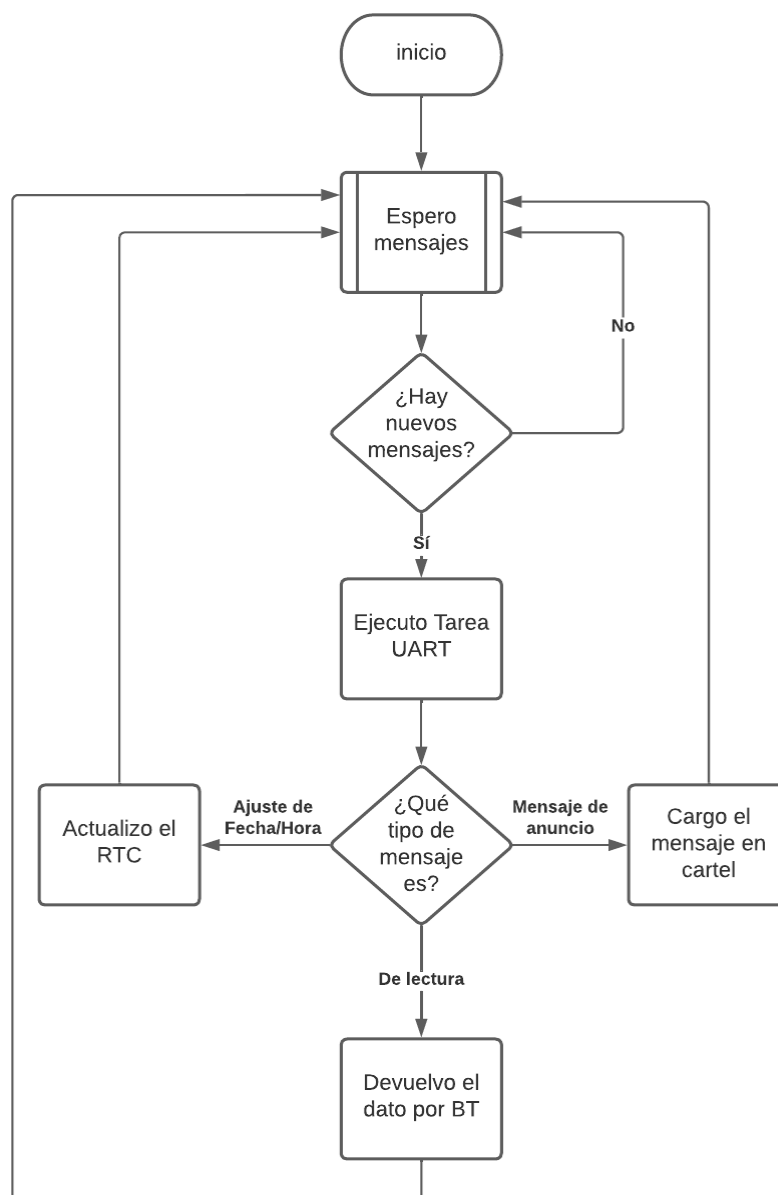 inicio
Espero
mensajes
No
¿Hay
nuevos
mensajes?
Sí
Ejecuto Tarea
UART
Actualizo el
RTC
Ajuste de
Fecha/Hora
¿Qué
tipo de
mensaje
es?
Mensaje de
anuncio
Cargo el
mensaje en
cartel
De lectura
Devuelvo el
dato por BT